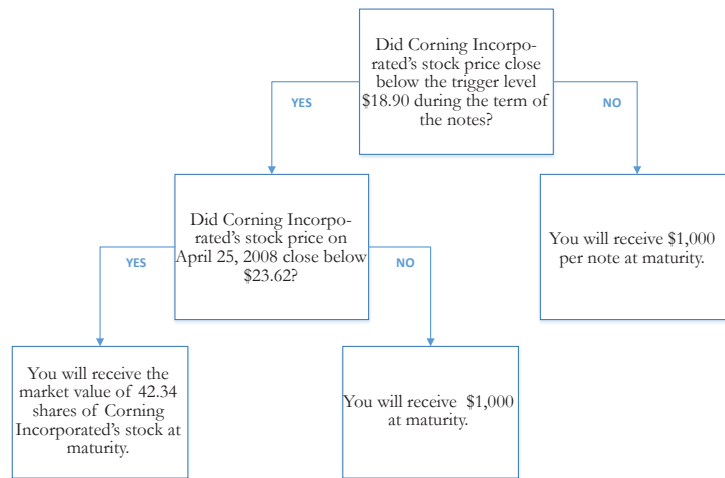 Did Corning Incorpo-
rated's stock price close
below the trigger level
$18.90 during the term of
the notes?
YES
NO
Did Corning Incorpo-
rated's stock price on
April 25, 2008 close below
$23.62?
You will receive $1,000
per note at maturity.
YES
NO
You will receive the
market value of 42.34
shares of Corning
Incorporated's stock at
maturity.
You will receive $1,000
at maturity.